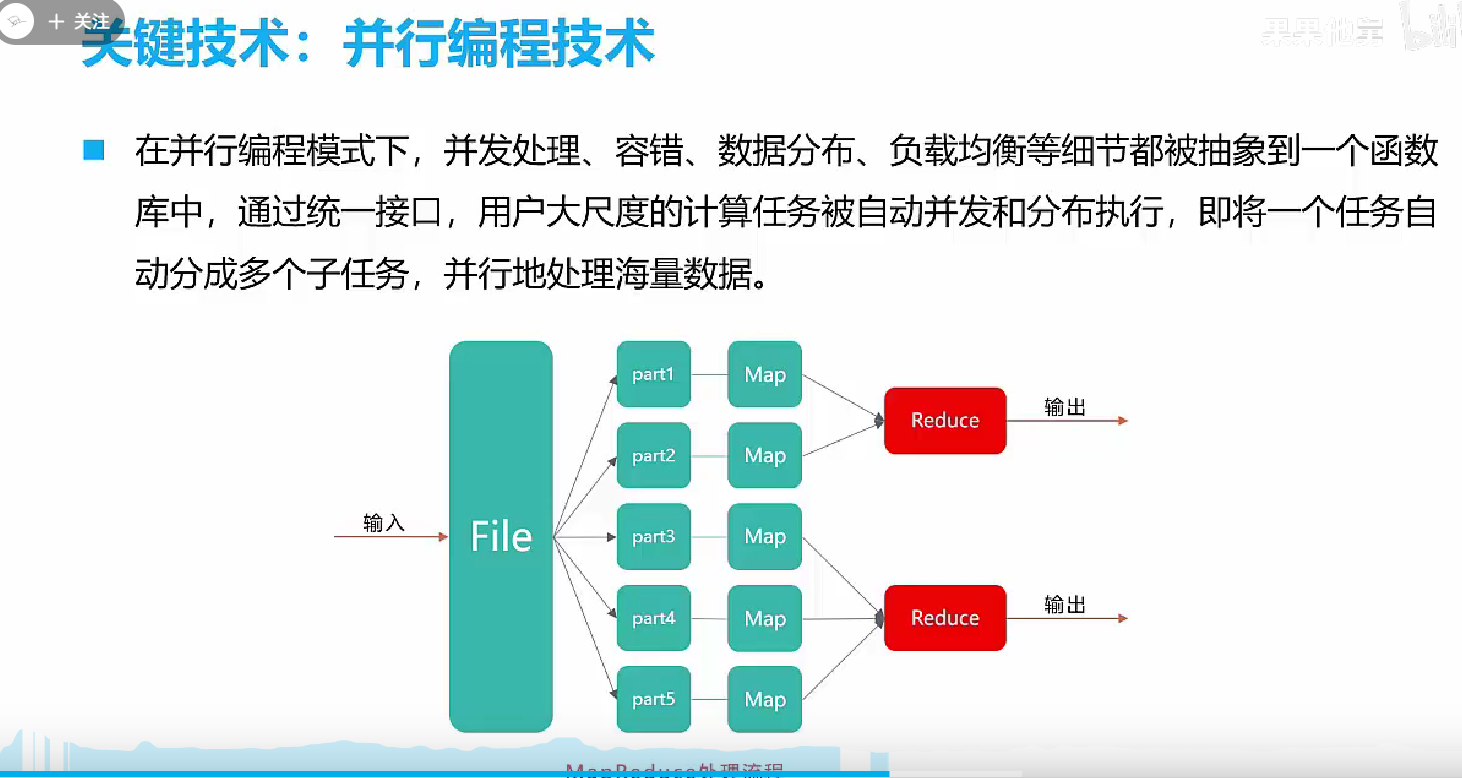 + 关注
关键技术：并行编程技术
在并行编程模式下，并发处理、容错、数据分布、负载均衡等细节都被抽象到一个函数
库中，通过统一接口，用户大尺度的计算任务被自动并发和分布执行，即将一个任务自
动分成多个子任务，并行地处理海量数据。
输入
File
part1
Map
part2
Map
part3
Map
part4
Map
part5
Map
Reduce
输出
Reduce
输出
MapReduce处理流程